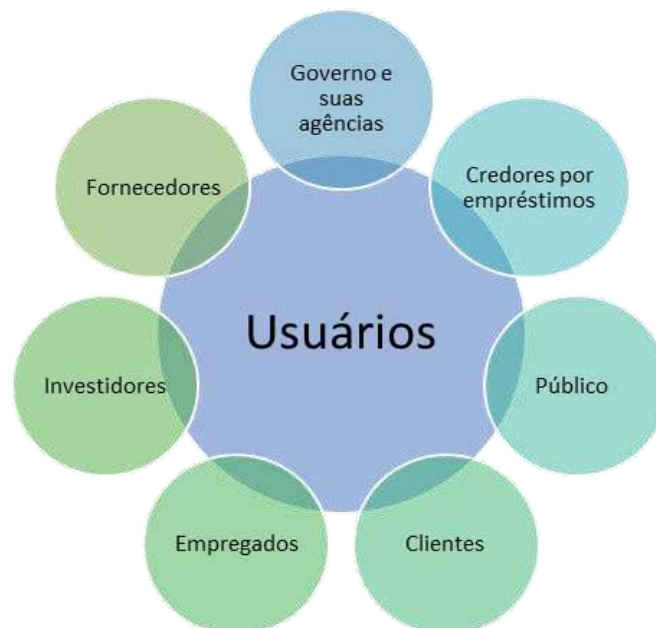 Governo e
suas
agências
Fornecedores
Credores por
empréstimos
Usuários
Investidores
Público
Empregados
Clientes